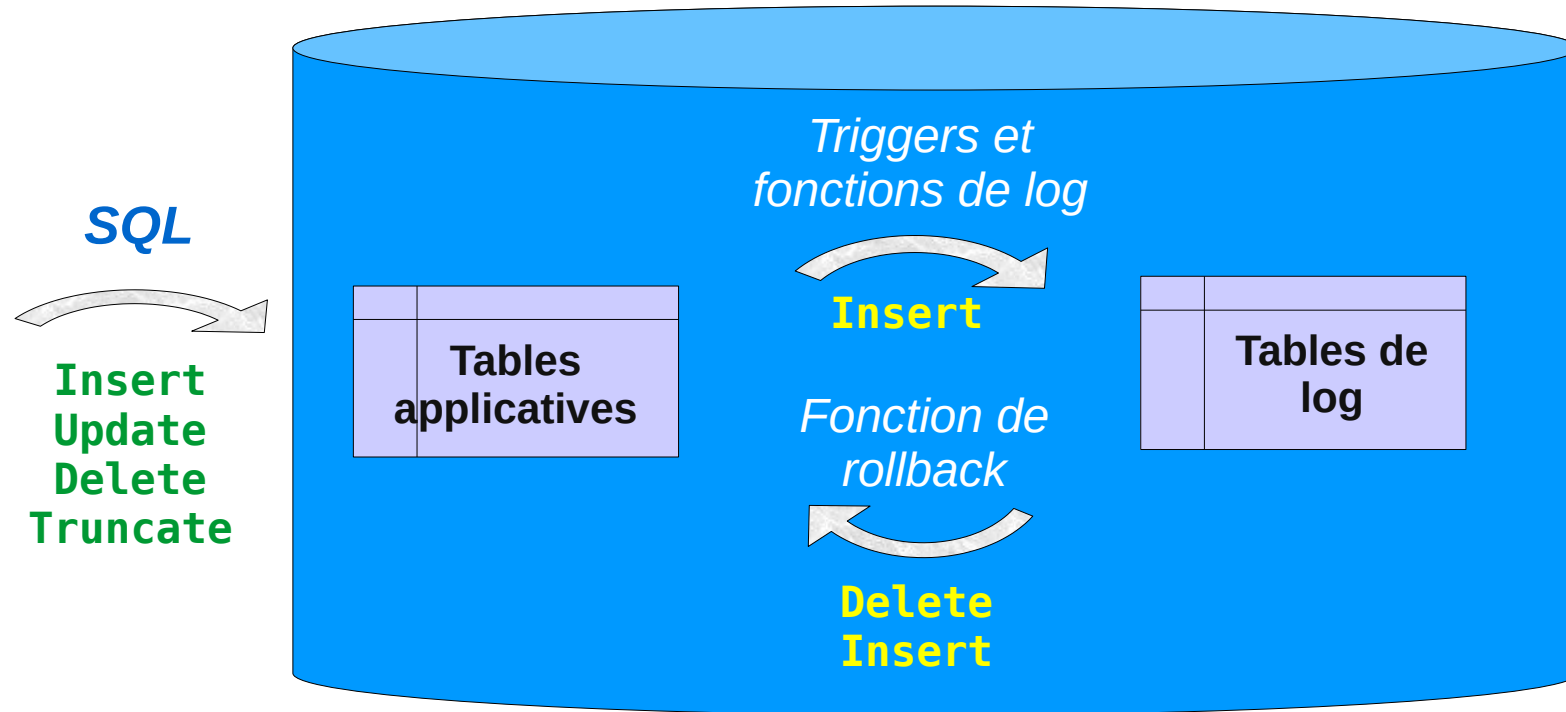 SQL
Insert
Update
Delete
Truncate
Tables
applicatives
Triggers et
fonctions de log
Insert
Fonction de
rollback
Delete
Insert
Tables de
log